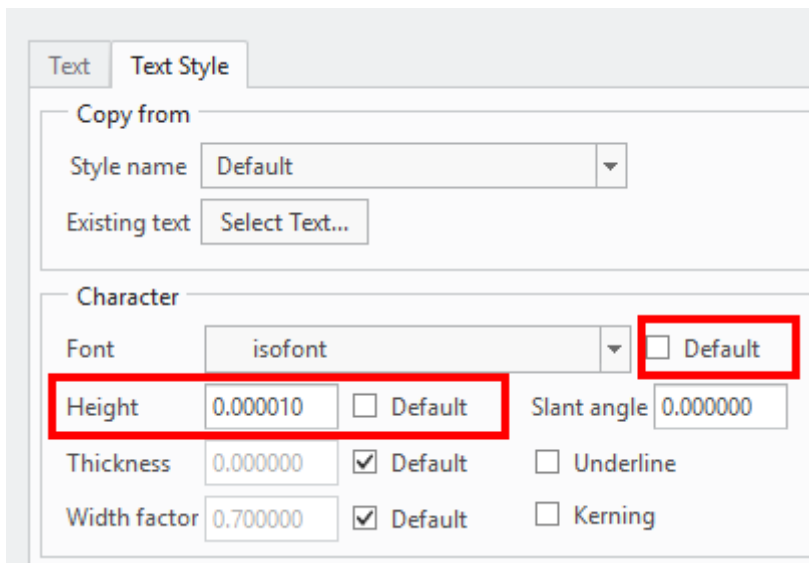 Text Text Style
Copy from
Style name Default
Existing text Select Text...
Character
Font isofont Default
Height 0.000010 Default Slant angle 0.000000
Thickness 0.000000 Default Underline
Width factor 0.700000 Default Kerning